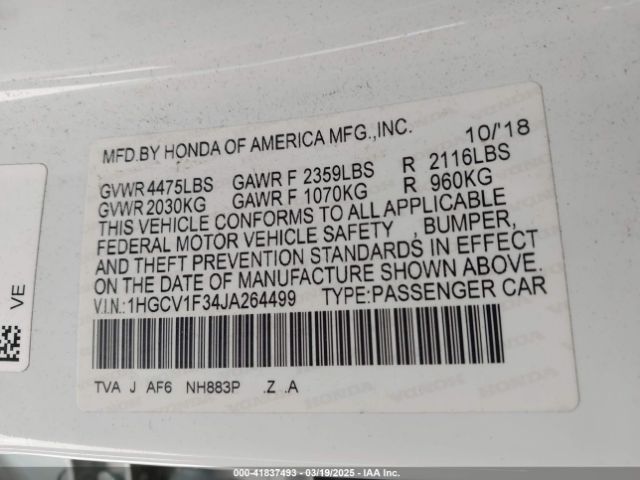 MFD.BY HONDA OF AMERICA MFG.,INC. 10/'18
GVWR 4475LBS GAWR F 2359LBS R 2116LBS
GVWR 2030KG GAWR F 1070KG R 960KG
THIS VEHICLE CONFORMS TO ALL APPLICABLE
FEDERAL MOTOR VEHICLE SAFETY , BUMPER,
AND THEFT PREVENTION STANDARDS IN EFFECT
ON THE DATE OF MANUFACTURE SHOWN ABOVE.
V.I.N.:1HGCV1F34JA264499 TYPE:PASSENGER CAR
TVA J AF6 NH883P .Z .A
VE
000-41837493 - 03/19/2025 - IAA Inc.